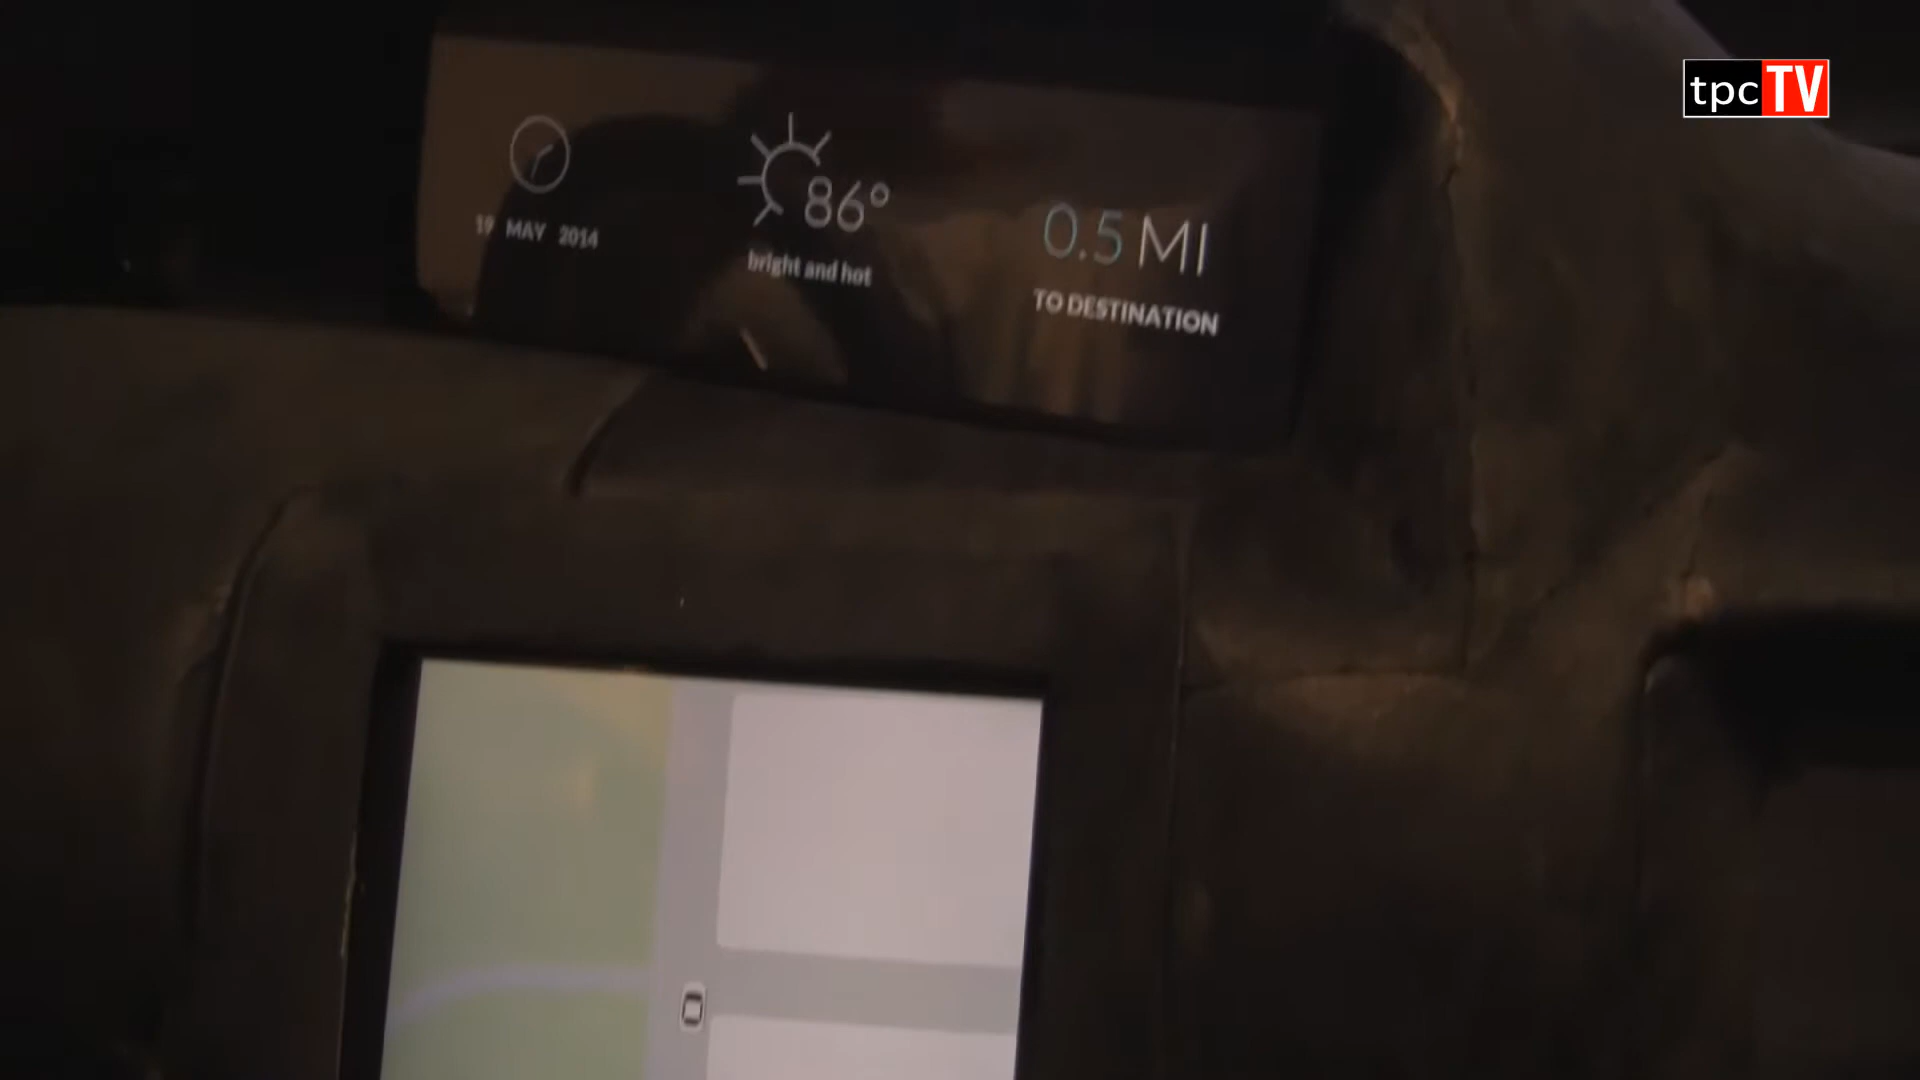 tpcTV
19 MAY 2014
86°
bright and hot
0.5 MI
TO DESTINATION